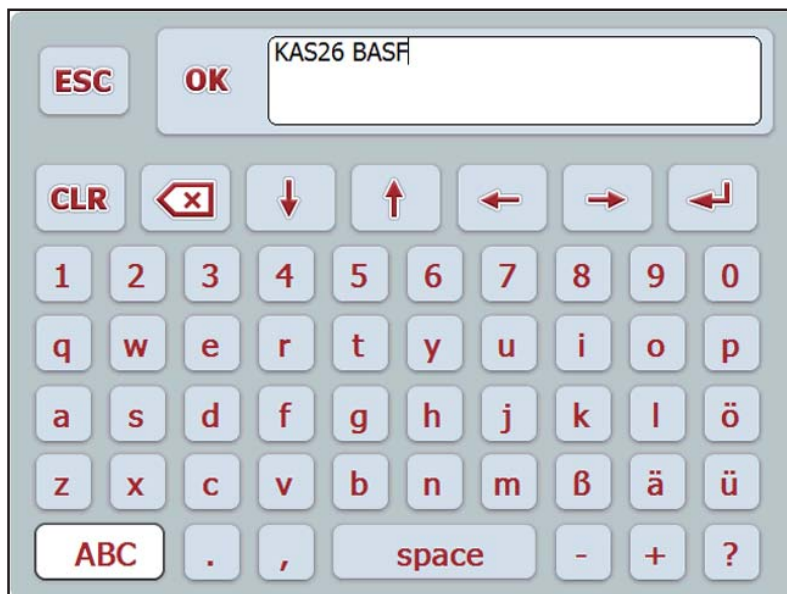 KAS26 BASF
ESC OK
CLR
1 2 3 4 5 6 7 8 9 0
q w e r t y u i o p
a s d f g h j k l ö
z x c v b n m ß ä ü
ABC . , space - + ?